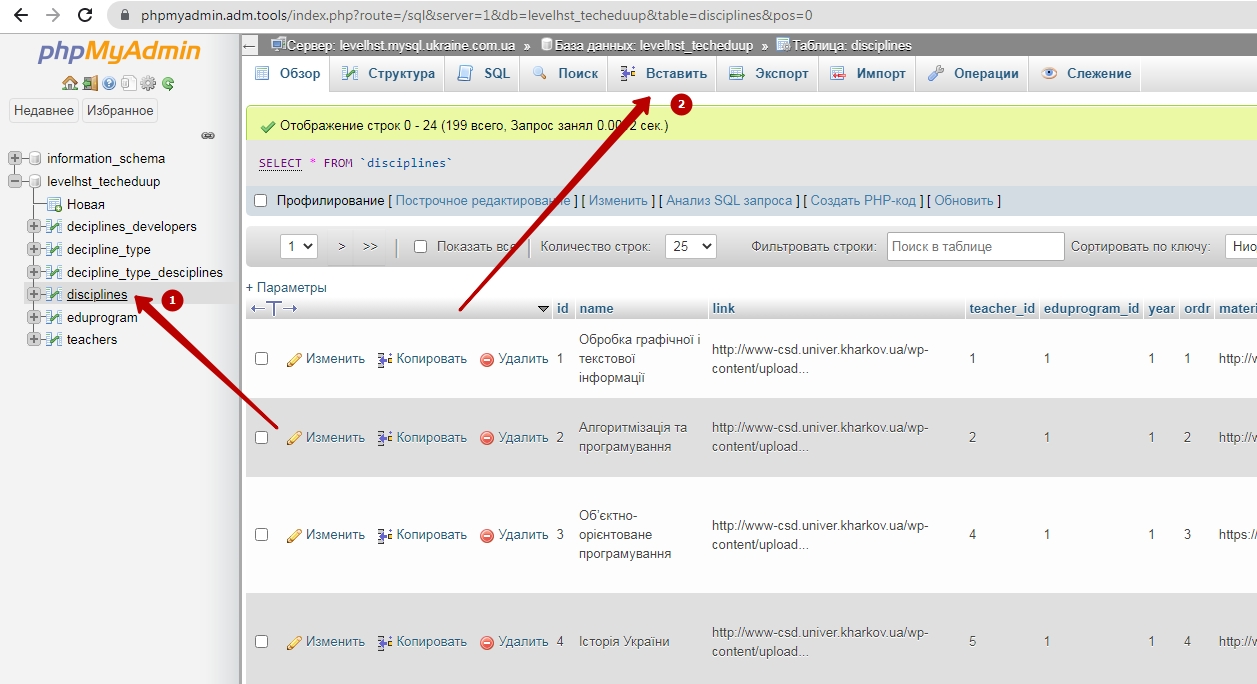 phpmyadmin.adm.tools/index.php?route=/sql&server=1&db=levelhst_techeduup&table=disciplines&pos=0
phpMyAdmin
Недавнее Избранное
information_schema
levelhst_techeduup
Новая
deciplines_developers
decipline_type
decipline_type_desciplines
disciplines
eduprogram
teachers
1
Сервер: levelhst.mysql.ukraine.com.ua » База данных: levelhst_techeduup » Таблица: disciplines
Обзор Структура SQL Поиск Вставить Экспорт Импорт Операции Слежение
2
Отображение строк 0 - 24 (199 всего, Запрос занял 0.00 2 сек.)
SELECT * FROM `disciplines`
Профилирование [ Построчное редактирование ] [ Изменить ] [ Анализ SQL запроса ] [ Создать PHP-код ] [ Обновить ]
1 > >> | Показать все | Количество строк: 25 Фильтровать строки: Поиск в таблице Сортировать по ключу: Нио
+ Параметры
←T→ id name link teacher_id eduprogram_id year ordr materi
Изменить Копировать Удалить 1 Обробка графічної і текстової інформації http://www-csd.univer.kharkov.ua/wp-content/upload... 1 1 1 1 http://w
Изменить Копировать Удалить 2 Алгоритмізація та програмування http://www-csd.univer.kharkov.ua/wp-content/upload... 2 1 1 2 http://w
Изменить Копировать Удалить 3 Об'єктно-орієнтоване програмування http://www-csd.univer.kharkov.ua/wp-content/upload... 4 1 1 3 https://
Изменить Копировать Удалить 4 Історія України http://www-csd.univer.kharkov.ua/wp-content/upload... 5 1 1 4 http://w